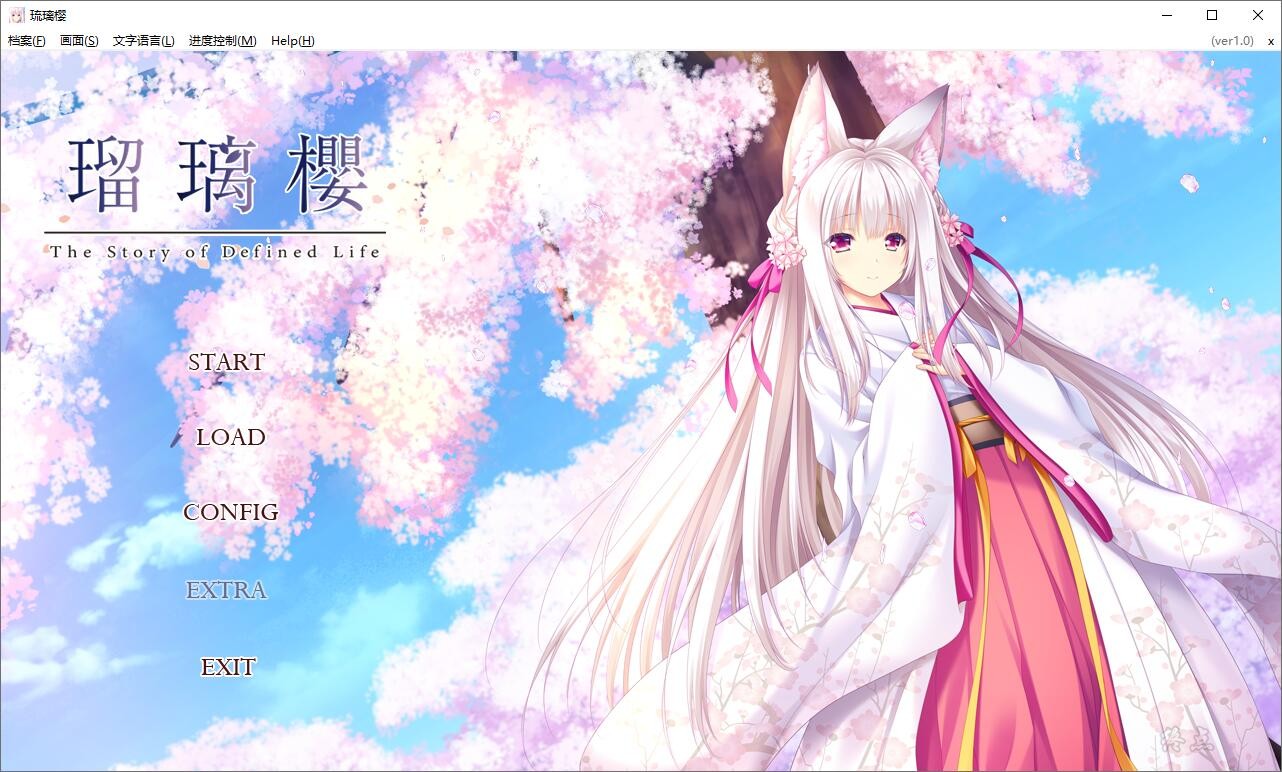 琉璃樱
档案(F) 画面(S) 文字语言(L) 进度控制(M) Help(H) (ver1.0) x
瑠璃櫻
The Story of Defined Life
START
LOAD
CONFIG
EXTRA
EXIT